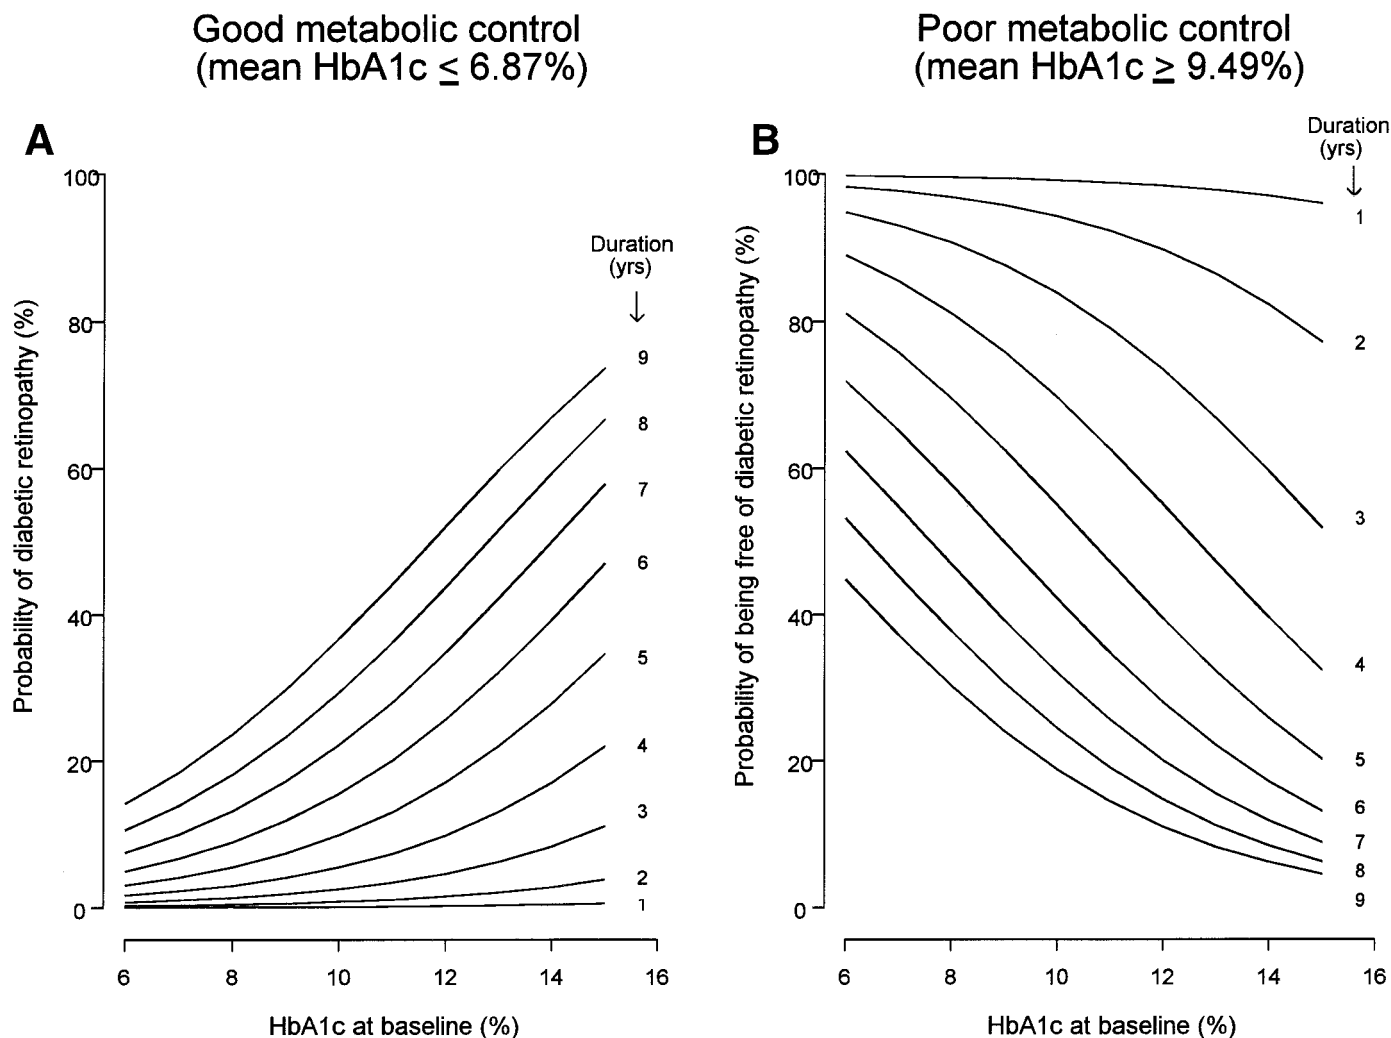 Good metabolic control
(mean HbA1c ≤ 6.87%)
Poor metabolic control
(mean HbA1c ≥ 9.49%)
A
Probability of diabetic retinopathy (%)
100
80
60
40
20
0
Duration
(yrs)
9
8
7
6
5
4
3
2
1
6 8 10 12 14 16
HbA1c at baseline (%)
B
Probability of being free of diabetic retinopathy (%)
100
80
60
40
20
0
Duration
(yrs)
1
2
3
4
5
6
7
8
9
6 8 10 12 14 16
HbA1c at baseline (%)